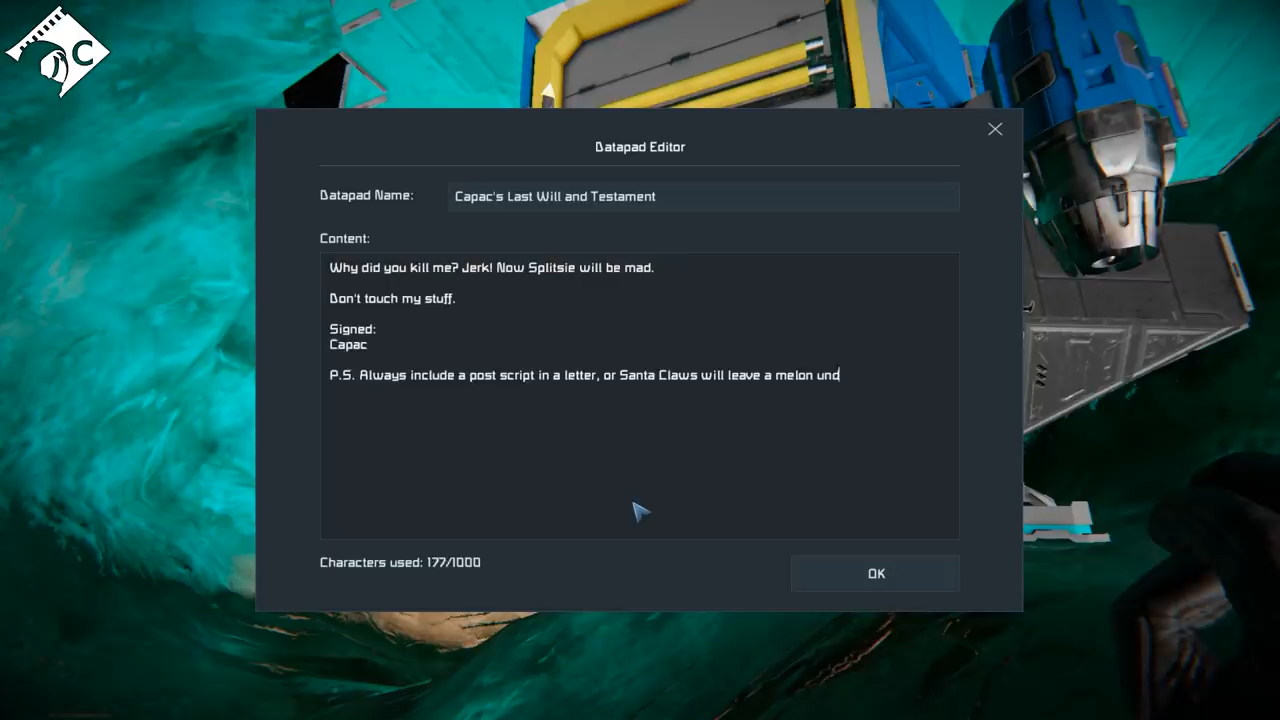 C
Datapad Editor
Datapad Name: Capac's Last Will and Testament
Content:
Why did you kill me? Jerk! Now Splitsie will be mad.
Don't touch my stuff.
Signed:
Capac
P.S. Always include a post script in a letter, or Santa Claws will leave a melon und
Characters used: 177/1000
OK